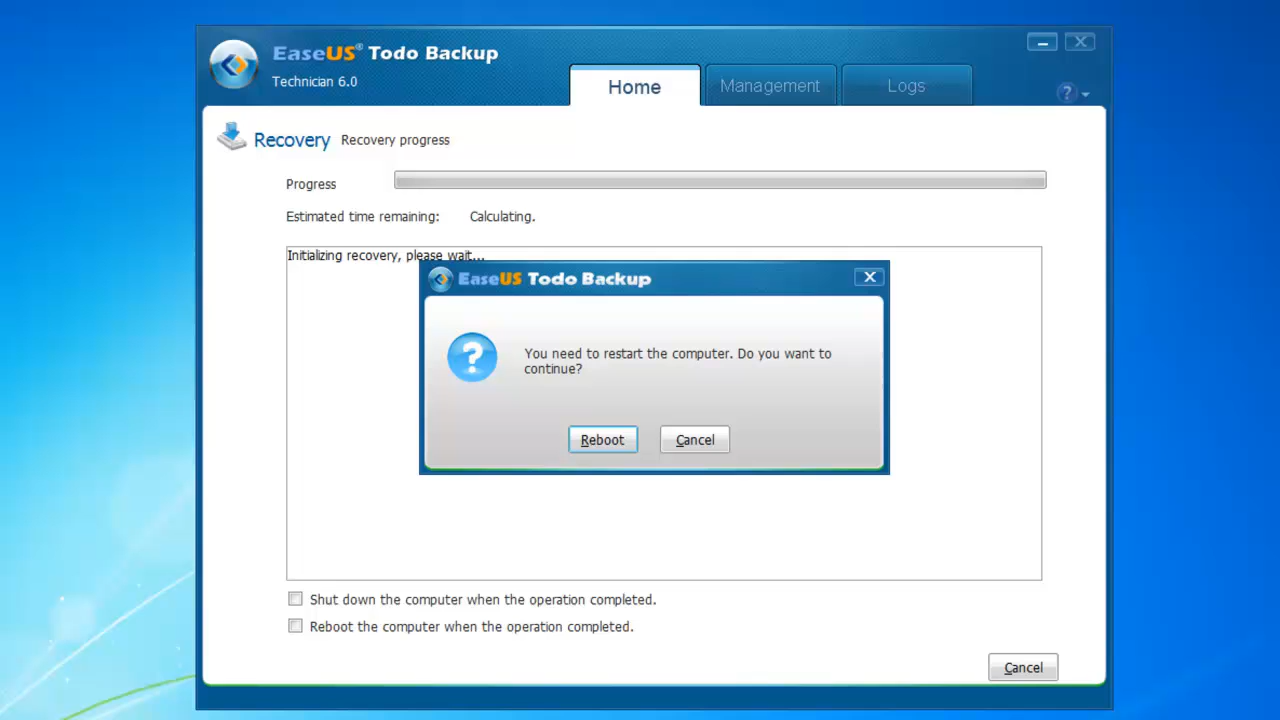 EaseUS® Todo Backup
Technician 6.0
Home
Management
Logs
?
Recovery Recovery progress
Progress
Estimated time remaining: Calculating.
Initializing recovery, please wait...
EaseUS Todo Backup
You need to restart the computer. Do you want to
continue?
Reboot
Cancel
Shut down the computer when the operation completed.
Reboot the computer when the operation completed.
Cancel